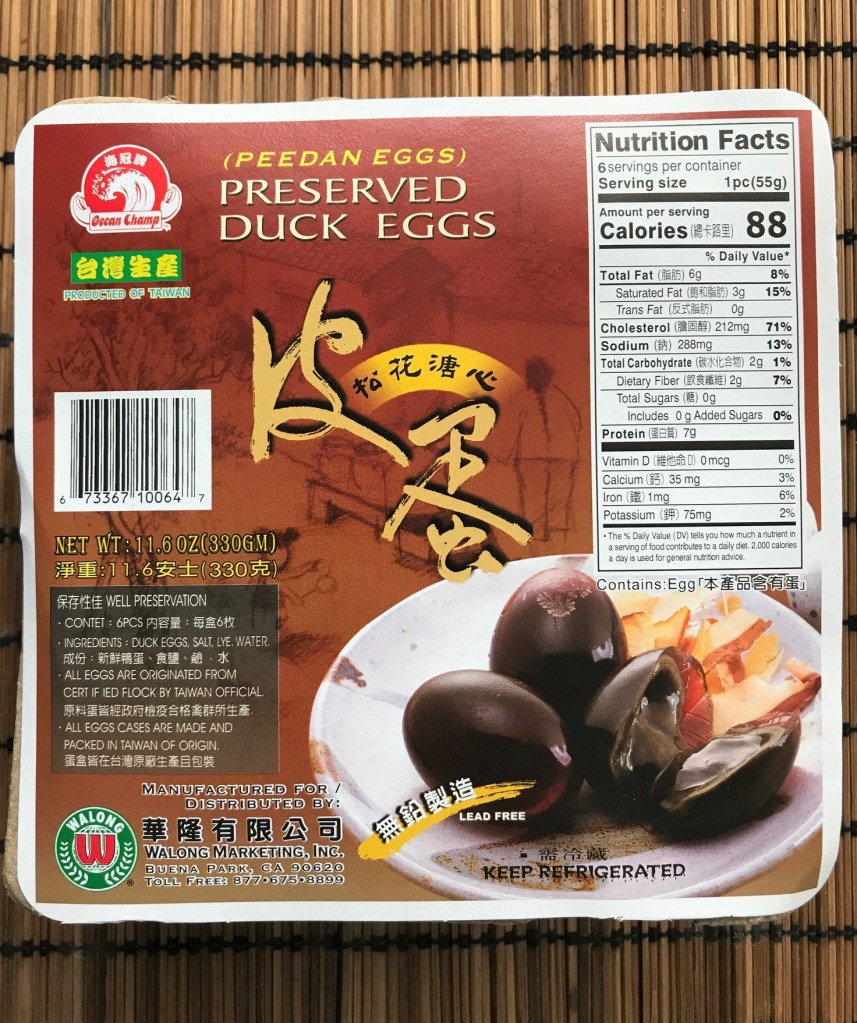 海冠牌
Ocean Champ
台灣生產
PRODUCTED OF TAIWAN
(PEEDAN EGGS)
PRESERVED
DUCK EGGS
松花溏心
皮蛋
6 73367 10064 7
NET WT: 11.6 OZ(330GM)
淨重:11.6安士(330克)
保存性佳 WELL PRESERVATION
· CONTET : 6PCS 內容量 : 每盒6枚
· INGREDIENTS : DUCK EGGS, SALT, LYE. WATER.
成份 : 新鮮鴨蛋、食鹽、鹼、水
· ALL EGGS ARE ORIGINATED FROM
CERT IF IED FLOCK BY TAIWAN OFFICIAL.
原料蛋皆經政府檢疫合格禽群所生產.
· ALL EGGS CASES ARE MADE AND
PACKED IN TAIWAN OF ORIGIN.
蛋盒皆在台灣原廠生產且包裝
MANUFACTURED FOR /
DISTRIBUTED BY:
WALONG
W
華隆有限公司
WALONG MARKETING, INC.
BUENA PARK, CA 90620
TOLL FREE: 877•675•8899
無鉛製造
LEAD FREE
需冷藏
KEEP REFRIGERATED
Nutrition Facts
6 servings per container
Serving size 1pc(55g)
Amount per serving
Calories (總卡路里) 88
% Daily Value*
Total Fat (脂肪) 6g 8%
Saturated Fat (飽和脂肪) 3g 15%
Trans Fat (反式脂肪) 0g
Cholesterol (膽固醇) 212mg 71%
Sodium (鈉) 288mg 13%
Total Carbohydrate (碳水化合物) 2g 1%
Dietary Fiber (飲食纖維) 2g 7%
Total Sugars (糖) 0g
Includes 0 g Added Sugars 0%
Protein (蛋白質) 7g
Vitamin D (維他命D) 0mcg 0%
Calcium (鈣) 35 mg 3%
Iron (鐵) 1mg 6%
Potassium (鉀) 75mg 2%
* The % Daily Value (DV) tells you how much a nutrient in
a serving of food contributes to a daily diet. 2,000 calories
a day is used for general nutrition advice.
Contains:Egg「本產品含有蛋」